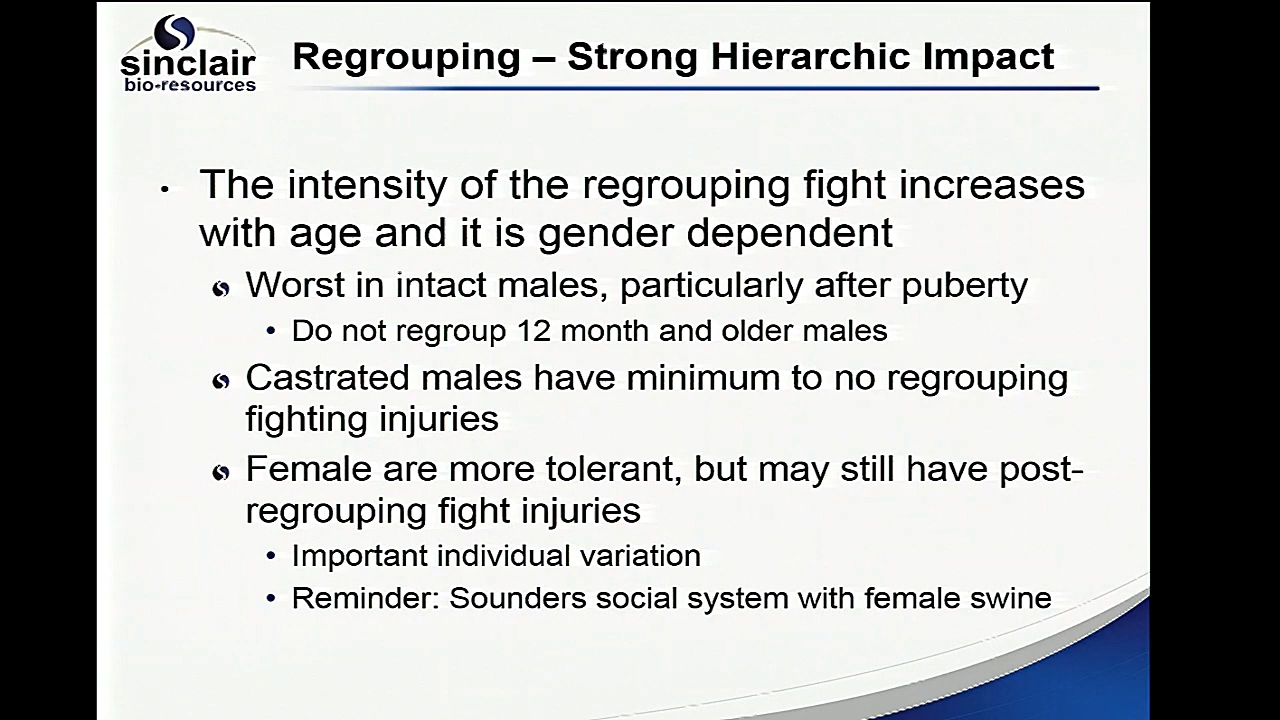 sinclair
bio-resources
Regrouping – Strong Hierarchic Impact
• The intensity of the regrouping fight increases
with age and it is gender dependent
Worst in intact males, particularly after puberty
• Do not regroup 12 month and older males
Castrated males have minimum to no regrouping
fighting injuries
Female are more tolerant, but may still have post-
regrouping fight injuries
• Important individual variation
• Reminder: Sounders social system with female swine